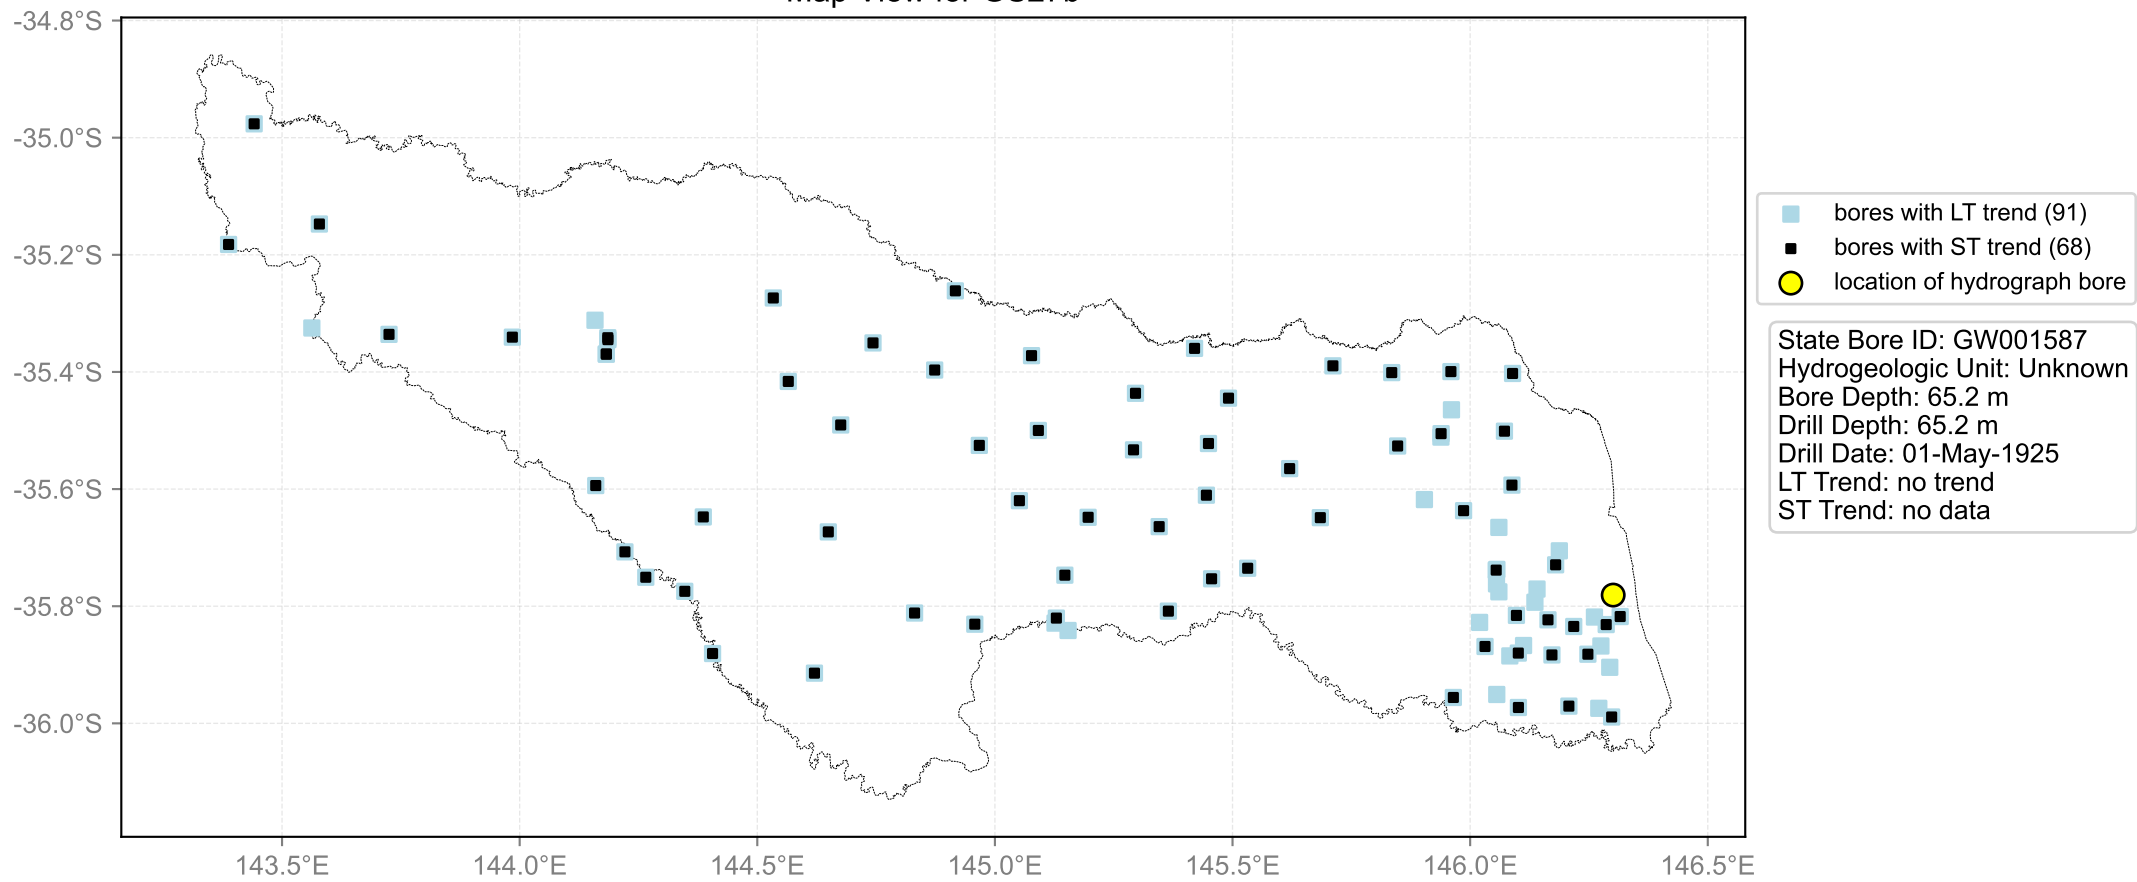 -34.8°S
-35.0°S
-35.2°S
-35.4°S
-35.6°S
-35.8°S
-36.0°S
143.5°E
144.0°E
144.5°E
145.0°E
145.5°E
146.0°E
146.5°E
bores with LT trend (91)
bores with ST trend (68)
location of hydrograph bore
State Bore ID: GW001587
Hydrogeologic Unit: Unknown
Bore Depth: 65.2 m
Drill Depth: 65.2 m
Drill Date: 01-May-1925
LT Trend: no trend
ST Trend: no data